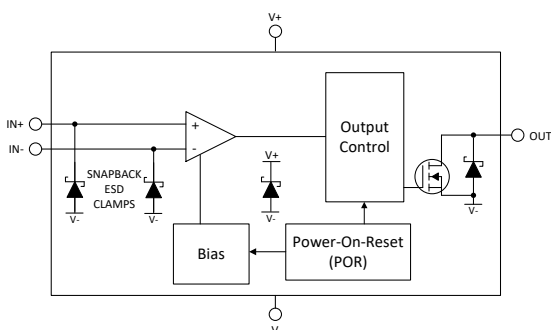 V+
IN+
IN-
+
-
SNAPBACK
ESD
CLAMPS
V-
V-
V+
V-
Output
Control
OUT
V-
Bias
Power-On-Reset
(POR)